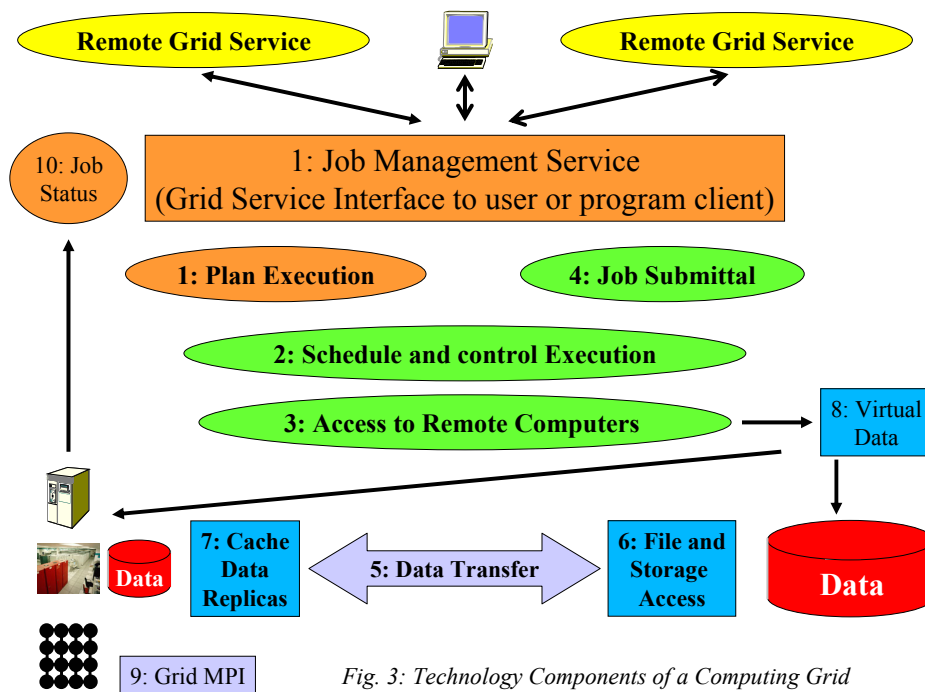 Remote Grid Service
Remote Grid Service
10: Job
Status
1: Job Management Service
(Grid Service Interface to user or program client)
1: Plan Execution
4: Job Submittal
2: Schedule and control Execution
3: Access to Remote Computers
8: Virtual
Data
Data
7: Cache
Data
Replicas
5: Data Transfer
6: File and
Storage
Access
Data
9: Grid MPI
Fig. 3: Technology Components of a Computing Grid